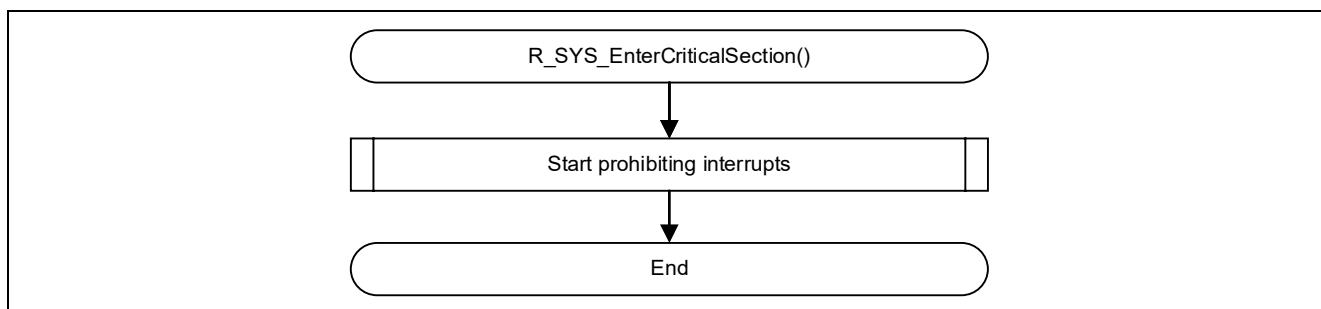 R_SYS_EnterCriticalSection()
Start prohibiting interrupts
End